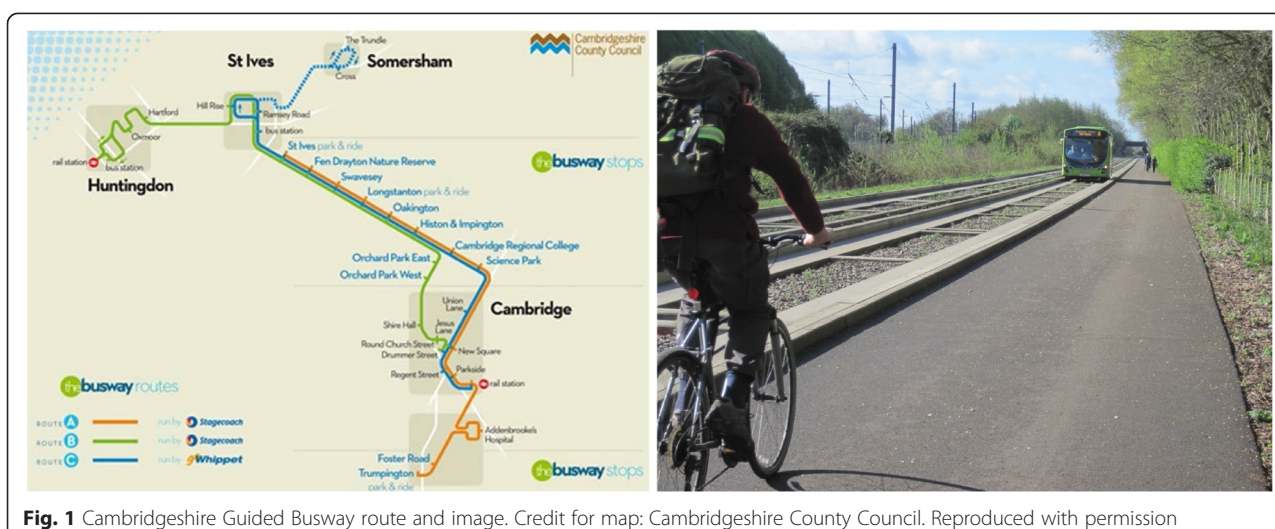 The Trundle
Cambridgeshire
County Council
St Ives
Somersham
Cross
Hartford
Hill Rise
Ramsey Road
Oxmoor
bus station
St Ives park & ride
rail station
bus station
Fen Drayton Nature Reserve
the busway stops
Huntingdon
Swavesey
Longstanton park & ride
Oakington
Histon & Impington
Cambridge Regional College
Orchard Park East
Science Park
Orchard Park West
Union
Lane
Cambridge
Shire Hall
Jesus
Lane
Round Church Street
Drummer Street
New Square
Regent Street
Parkside
rail station
the busway routes
ROUTE A run by Stagecoach
ROUTE B run by Stagecoach
ROUTE C run by Whippet
Addenbrooke's
Hospital
Foster Road
Trumpington
park & ride
the busway stops
Fig. 1 Cambridgeshire Guided Busway route and image. Credit for map: Cambridgeshire County Council. Reproduced with permission